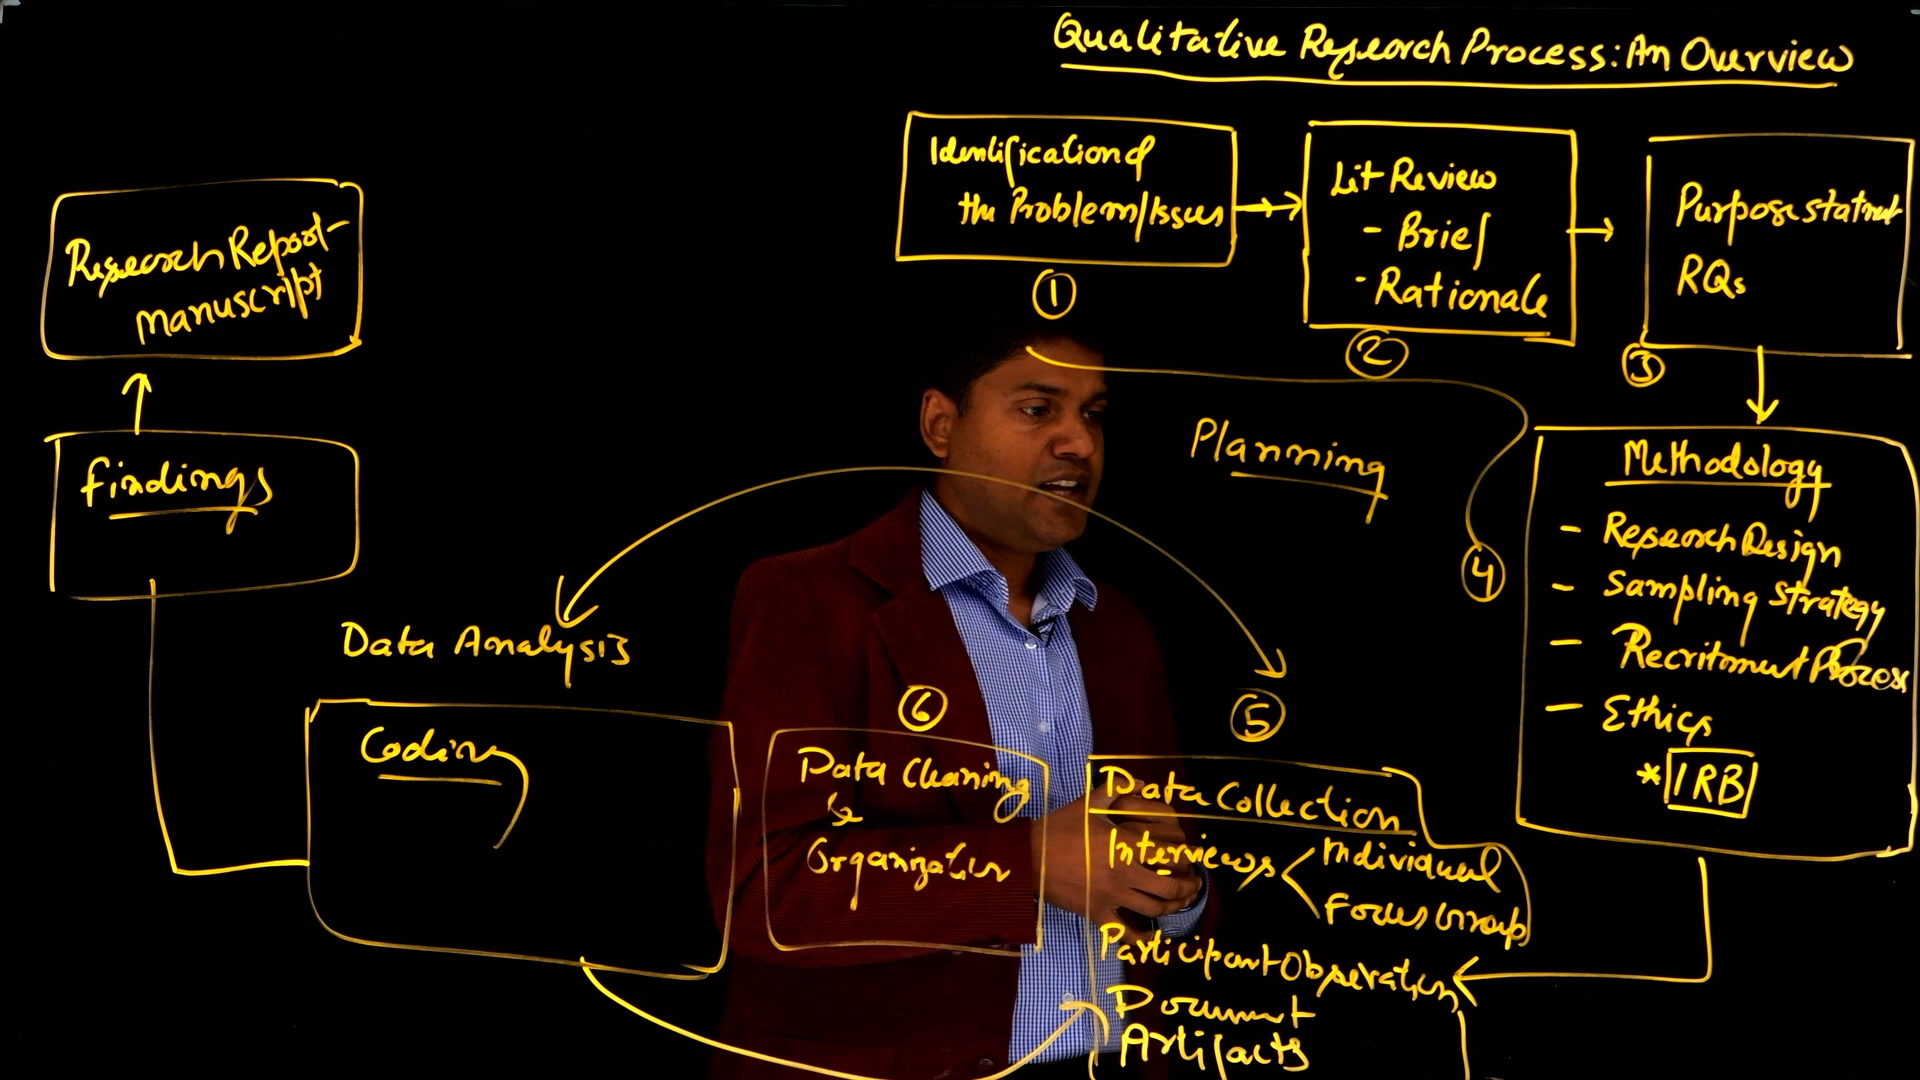 Qualitative Research Process: An Overview
Identification of
the Problem/Issues
1
Lit Review
- Brief
- Rationale
2
Purpose statmet
RQs
3
Planning
Methodology
- Research Design
- Sampling Strategy
- Recritment Process
- Ethics
* IRB
4
5
Data Collection
Interviews < Individual
Focus Group
Participant Observation
Document
Artifacts
6
Data Cleaning
&
Organization
Data Analysis
Coding
Findings
Research Report
manuscript